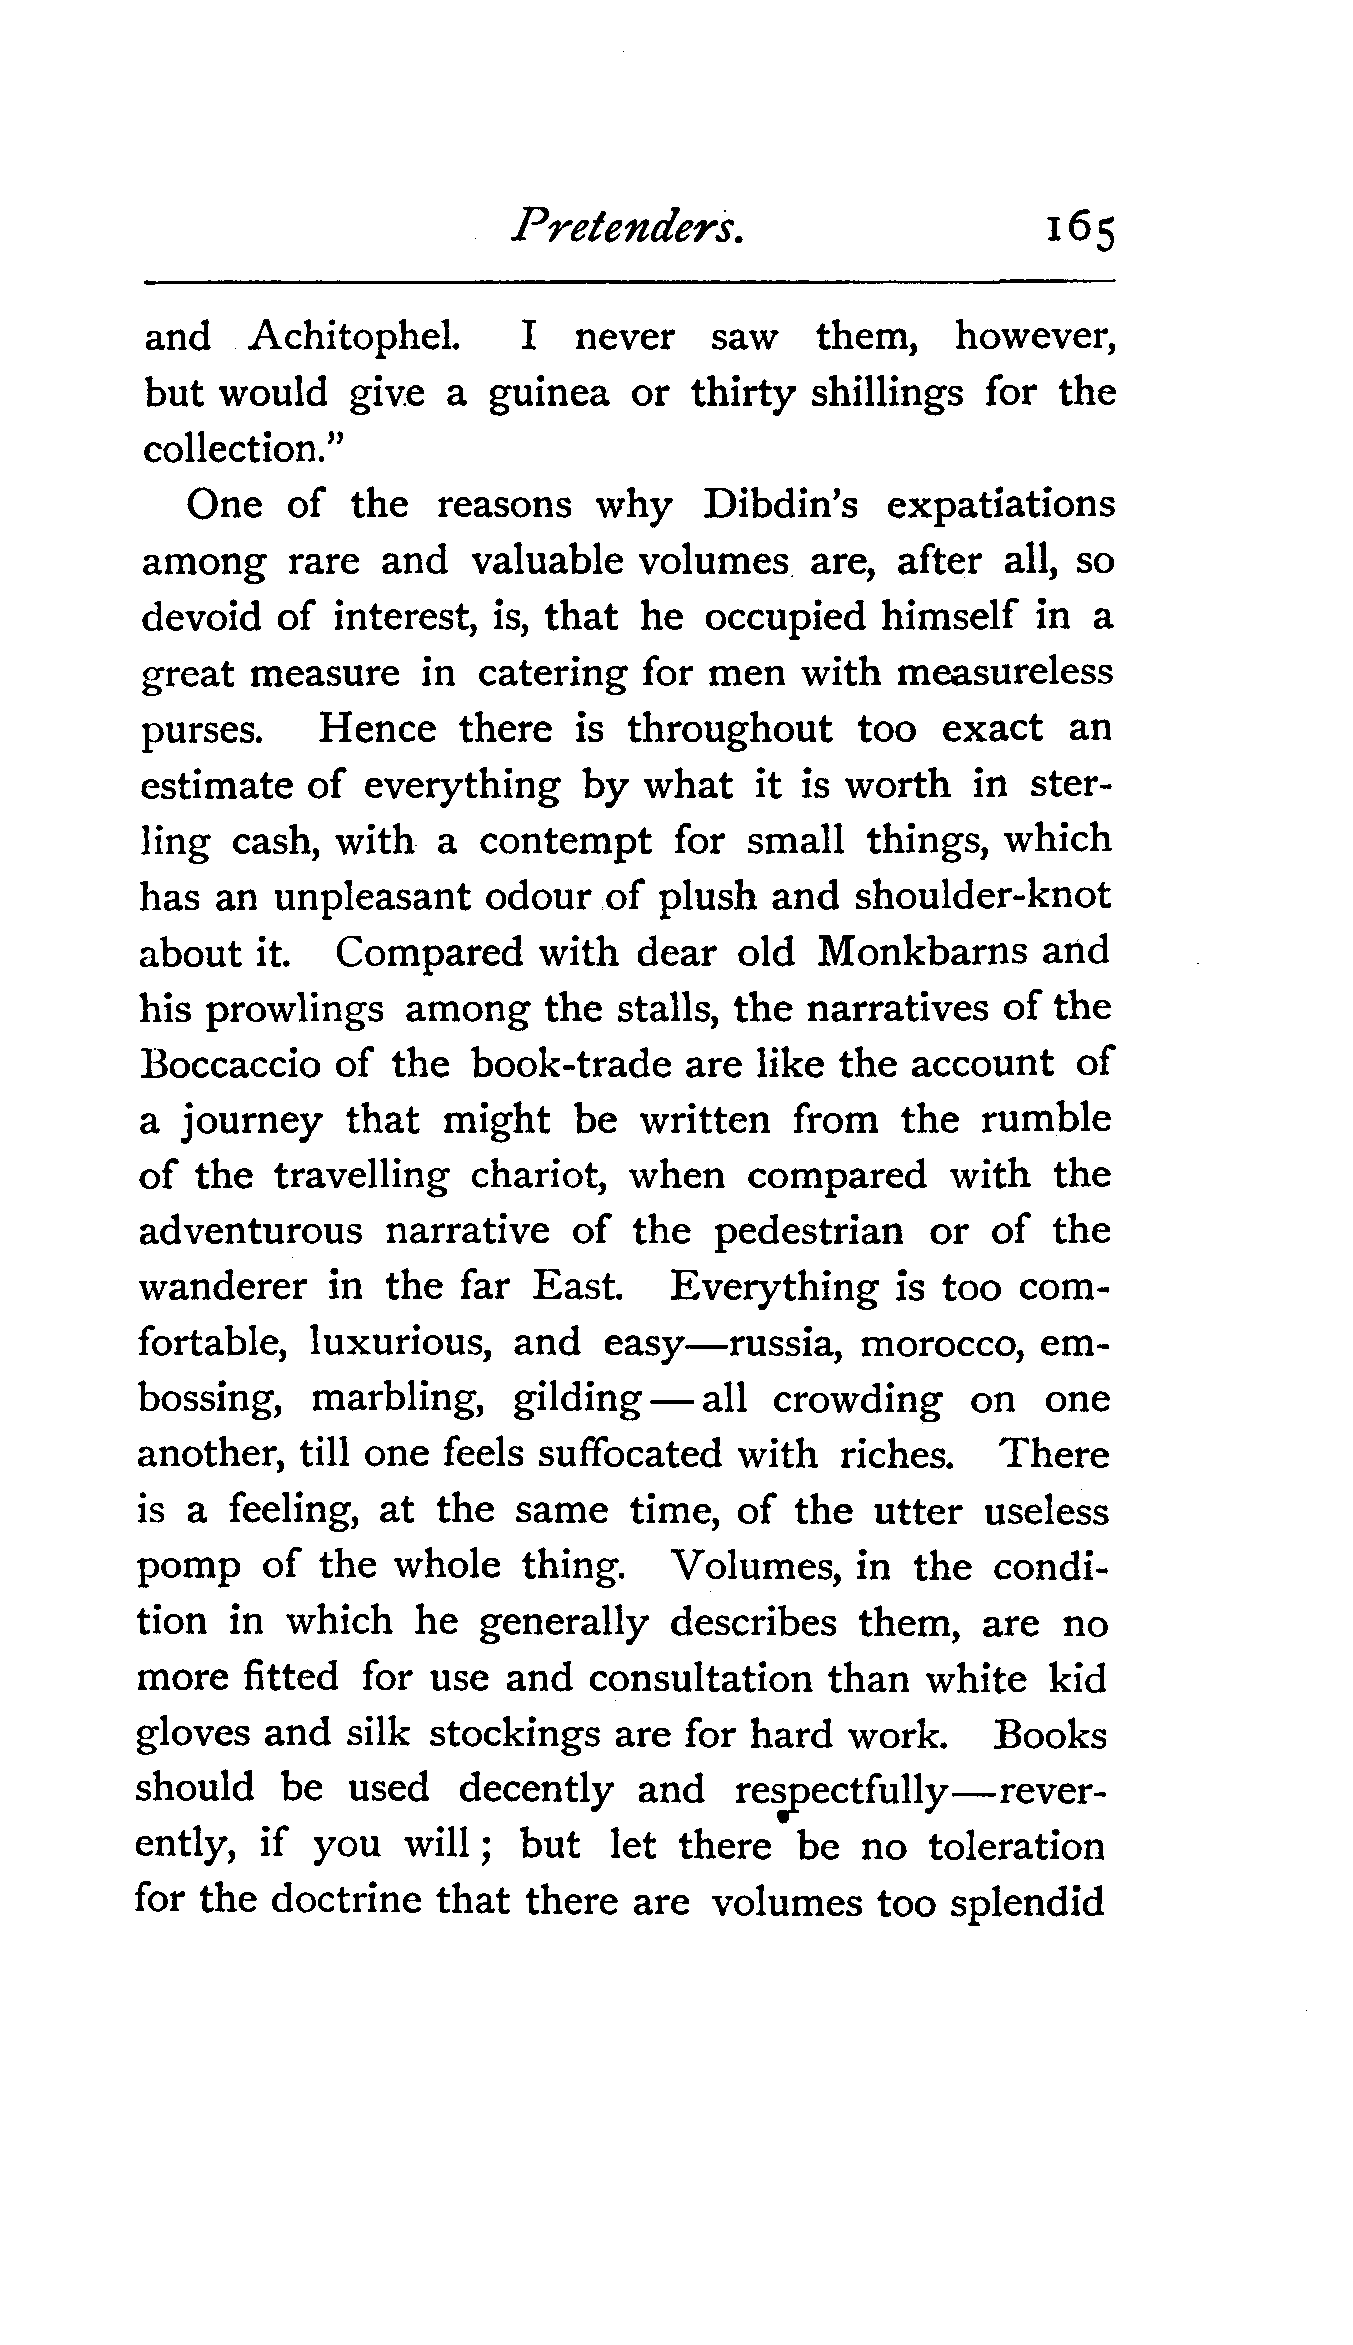 Pretenders. 165
and Achitophel. I never saw them, however,
but would give a guinea or thirty shillings for the
collection."
One of the reasons why Dibdin's expatiations
among rare and valuable volumes are, after all, so
devoid of interest, is, that he occupied himself in a
great measure in catering for men with measureless
purses. Hence there is throughout too exact an
estimate of everything by what it is worth in ster-
ling cash, with a contempt for small things, which
has an unpleasant odour of plush and shoulder-knot
about it. Compared with dear old Monkbarns and
his prowlings among the stalls, the narratives of the
Boccaccio of the book-trade are like the account of
a journey that might be written from the rumble
of the travelling chariot, when compared with the
adventurous narrative of the pedestrian or of the
wanderer in the far East. Everything is too com-
fortable, luxurious, and easy—russia, morocco, em-
bossing, marbling, gilding—all crowding on one
another, till one feels suffocated with riches. There
is a feeling, at the same time, of the utter useless
pomp of the whole thing. Volumes, in the condi-
tion in which he generally describes them, are no
more fitted for use and consultation than white kid
gloves and silk stockings are for hard work. Books
should be used decently and respectfully—rever-
ently, if you will; but let there be no toleration
for the doctrine that there are volumes too splendid